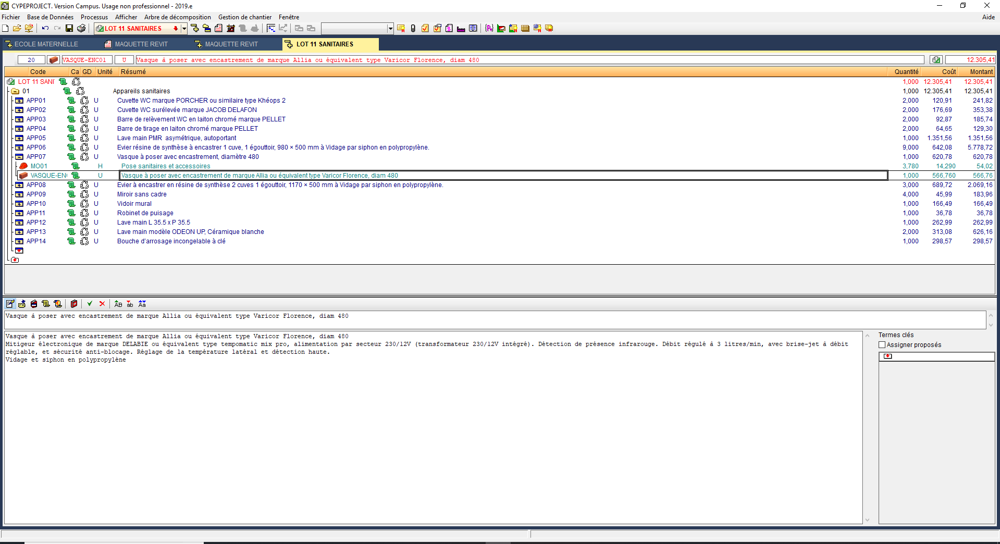 CYPEPROJECT. Version Campus. Usage non professionnel - 2019.e
Fichier Base de Données Processus Afficher Arbre de décomposition Gestion de chantier Fenêtre Aide
LOT 11 SANITAIRES
ECOLE MATERNELLE MAQUETTE REVIT MAQUETTE REVIT LOT 11 SANITAIRES
20 VASQUE-ENC01 U Vasque à poser avec encastrement de marque Allia ou équivalent type Varicor Florence, diam 480 12.305,41
Code Ca GD Unité Résumé Quantité Coût Montant
LOT 11 SANI 1,000 12.305,41 12.305,41
01 Appareils sanitaires 1,000 12.305,41 12.305,41
APP01 U Cuvette WC marque PORCHER ou similaire type Khéops 2 2,000 120,91 241,82
APP02 U Cuvette WC surélevée marque JACOB DELAFON 2,000 176,69 353,38
APP03 U Barre de relèvement WC en laiton chromé marque PELLET 2,000 92,87 185,74
APP04 U Barre de tirage en laiton chromé marque PELLET 2,000 64,65 129,30
APP05 U Lave main PMR  asymétrique, autoportant 1,000 1.351,56 1.351,56
APP06 U Evier résine de synthèse à encastrer 1 cuve, 1 égouttoir, 980 × 500 mm à Vidage par siphon en polypropylène. 9,000 642,08 5.778,72
APP07 U Vasque à poser avec encastrement, diamètre 480 1,000 620,78 620,78
MO01 H Pose sanitaires et accessoires 3,780 14,290 54,02
VASQUE-EN U Vasque à poser avec encastrement de marque Allia ou équivalent type Varicor Florence, diam 480 1,000 566,760 566,76
APP08 U Evier à encastrer en résine de synthèse 2 cuves 1 égouttoir, 1170 × 500 mm à Vidage par siphon en polypropylène. 3,000 689,72 2.069,16
APP09 U Miroir sans cadre 4,000 45,99 183,96
APP10 U Vidoir mural 1,000 166,49 166,49
APP11 U Robinet de puisage 1,000 36,78 36,78
APP12 U Lave main L 35.5 x P 35.5 1,000 262,99 262,99
APP13 U Lave main modèle ODEON UP, Céramique blanche 2,000 313,08 626,16
APP14 U Bouche d'arrosage incongelable à clé 1,000 298,57 298,57
AB ab Aa
Vasque à poser avec encastrement de marque Allia ou équivalent type Varicor Florence, diam 480
Vasque à poser avec encastrement de marque Allia ou équivalent type Varicor Florence, diam 480
Mitigeur électronique de marque DELABIE ou équivalent type tempomatic mix pro, alimentation par secteur 230/12V (transformateur 230/12V intégré). Détection de présence infrarouge. Débit régulé à 3 litres/min, avec brise-jet à débit
réglable, et sécurité anti-blocage. Réglage de la température latéral et détection haute.
Vidage et siphon en polypropylène
Termes clés
Assigner proposés